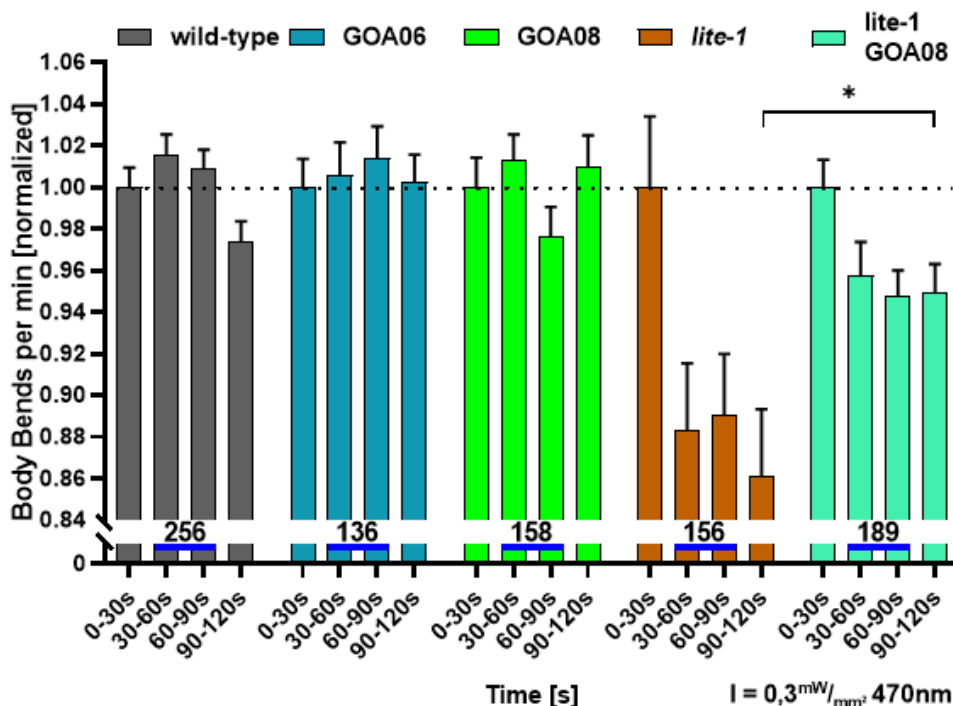 wild-type GOA06 GOA08 lite-1 lite-1 GOA08
Body Bends per min [normalized]
1.06
1.04
1.02
1.00
0.98
0.96
0.94
0.92
0.90
0.88
0.86
0.84
0
*
256 136 158 156 189
0-30s 30-60s 60-90s 90-120s 0-30s 30-60s 60-90s 90-120s 0-30s 30-60s 60-90s 90-120s 0-30s 30-60s 60-90s 90-120s 0-30s 30-60s 60-90s 90-120s
Time [s]
I = 0,3mW/mm² 470nm